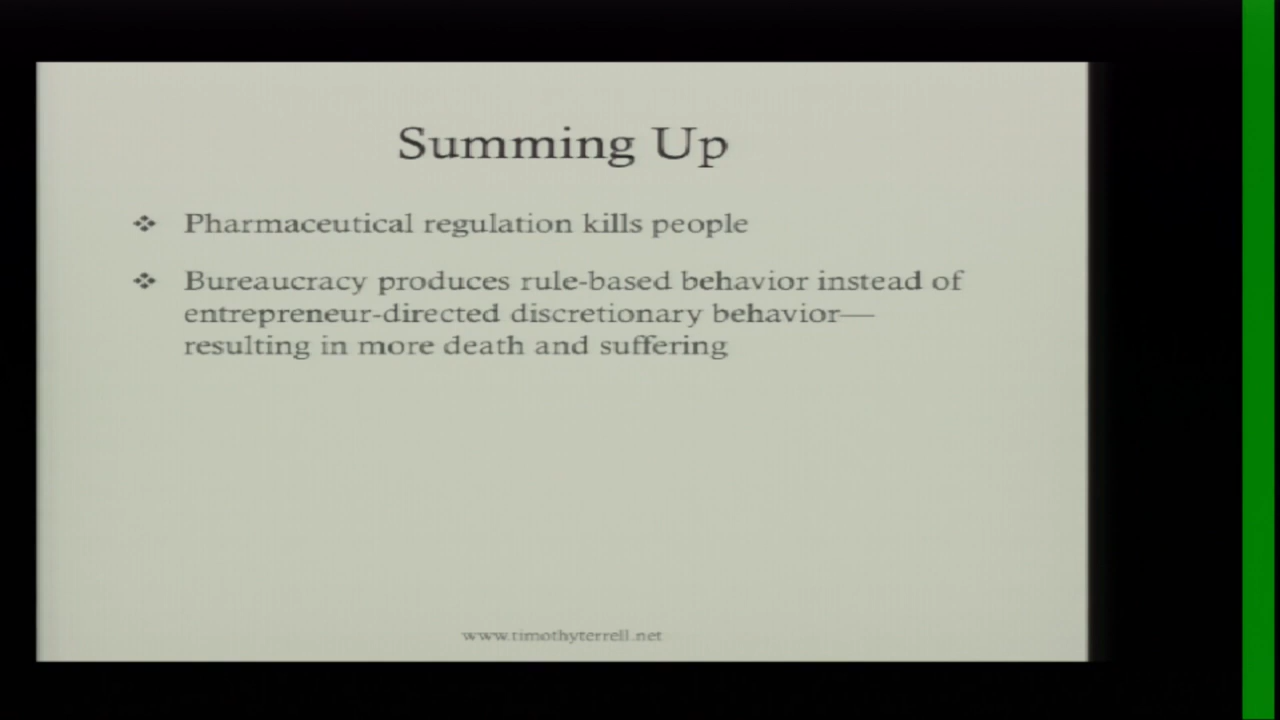 Summing Up
❖ Pharmaceutical regulation kills people
❖ Bureaucracy produces rule-based behavior instead of
entrepreneur-directed discretionary behavior—
resulting in more death and suffering
www.timothyterrell.net